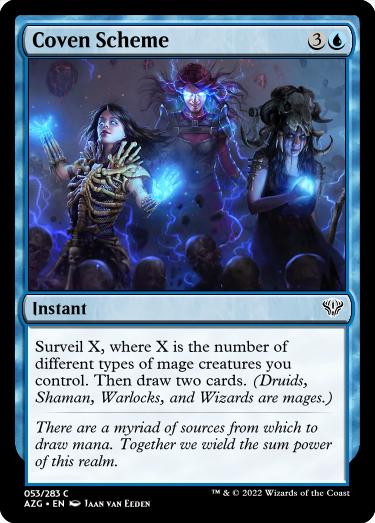 Coven Scheme 3
Instant
Surveil X, where X is the number of
different types of mage creatures you
control. Then draw two cards. (Druids,
Shaman, Warlocks, and Wizards are mages.)
There are a myriad of sources from which to
draw mana. Together we wield the sum power
of this realm.
053/283 C
AZG • EN Jaan van Eeden
™ & © 2022 Wizards of the Coast